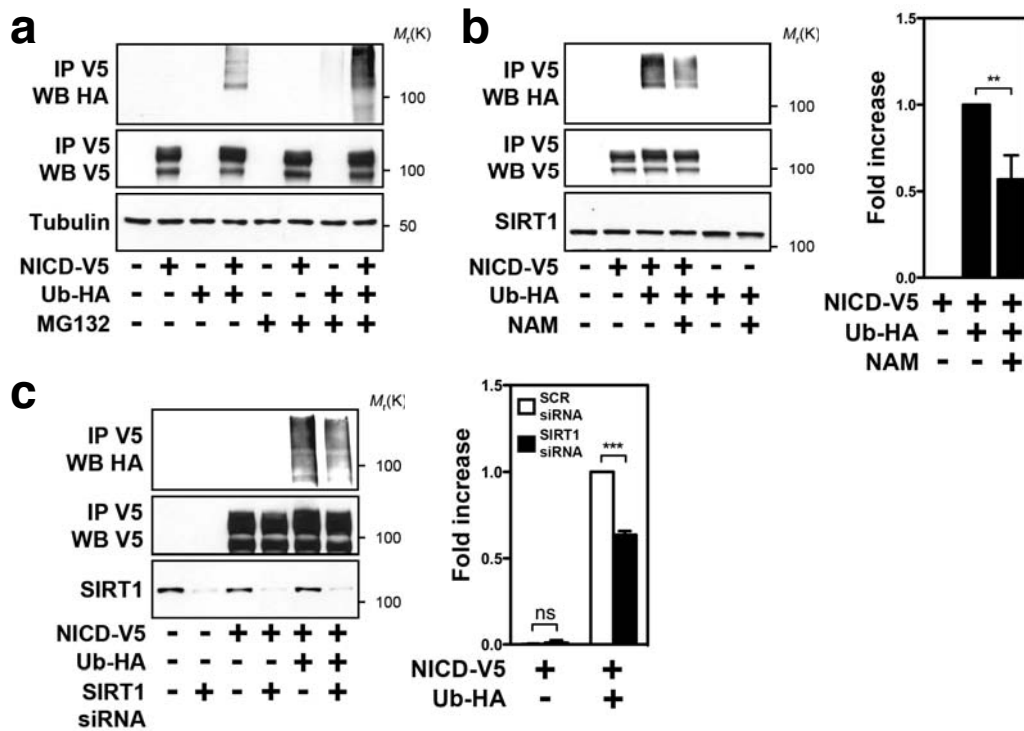 a
Mr(K)
IP V5
WB HA
100
IP V5
WB V5
100
Tubulin
50
NICD-V5 - + - + - + - +
Ub-HA - - + + - - + +
MG132 - - - - + + + +
b
Mr(K)
IP V5
WB HA
100
IP V5
WB V5
100
SIRT1
100
NICD-V5 - + + + - -
Ub-HA - - + + + +
NAM - - - + - +
Fold increase
1.5
1.0
0.5
0.0
**
NICD-V5 + + +
Ub-HA - + +
NAM - - +
c
Mr(K)
IP V5
WB HA
100
IP V5
WB V5
100
SIRT1
100
NICD-V5 - - + + + +
Ub-HA - - - - + +
SIRT1 - + - + - +
siRNA
Fold increase
1.5
1.0
0.5
0.0
SCR
siRNA
SIRT1
siRNA
ns
***
NICD-V5 + +
Ub-HA - +